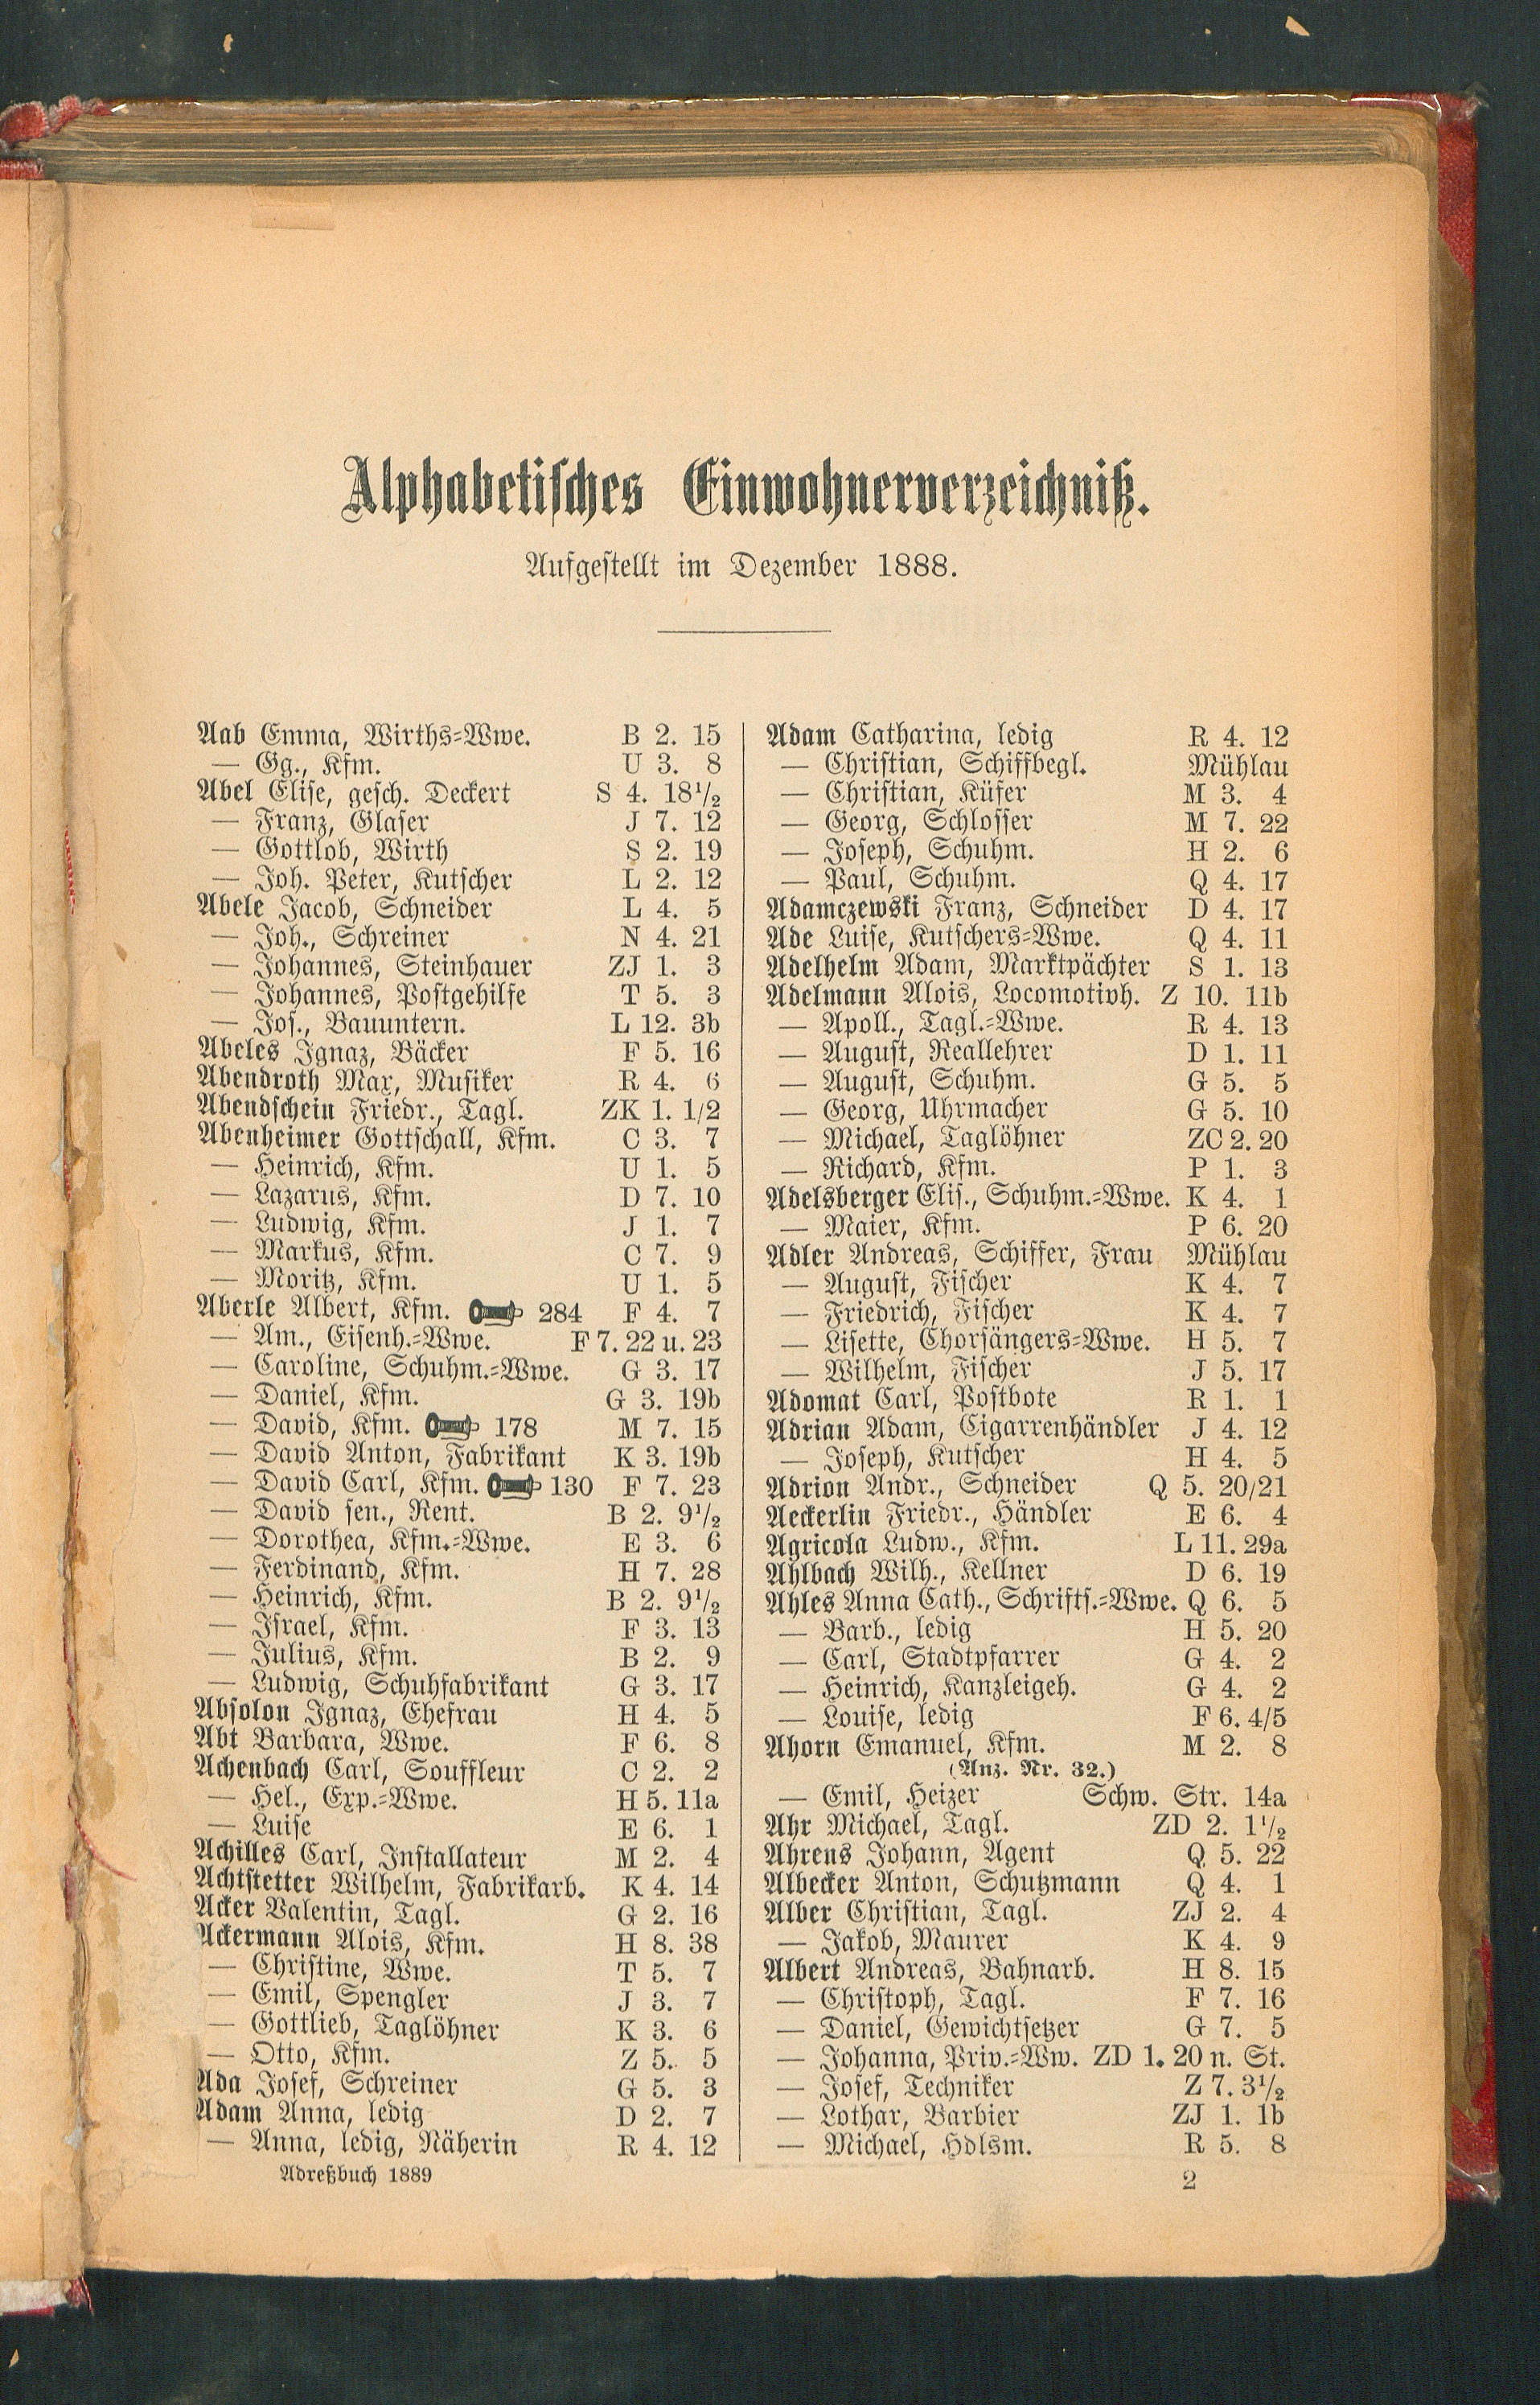 Alphabetisches Einwohnerverzeichniß.
Aufgestellt im Dezember 1888.
Aab Emma, Wirths-Wwe. B 2. 15
— Gg., Kfm. U 3. 8
Abel Elise, gesch. Deckert S 4. 18½
— Franz, Glaser J 7. 12
— Gottlob, Wirth S 2. 19
— Joh. Peter, Kutscher L 2. 12
Abele Jacob, Schneider L 4. 5
— Joh., Schreiner N 4. 21
— Johannes, Steinhauer ZJ 1. 3
— Johannes, Postgehilfe T 5. 3
— Jos., Bauuntern. L 12. 3b
Abeles Ignaz, Bäcker F 5. 16
Abendroth Max, Musiker R 4. 6
Abendschein Friedr., Tagl. ZK 1. 1/2
Abenheimer Gottschall, Kfm. C 3. 7
— Heinrich, Kfm. U 1. 5
— Lazarus, Kfm. D 7. 10
— Ludwig, Kfm. J 1. 7
— Markus, Kfm. C 7. 9
— Moritz, Kfm. U 1. 5
Aberle Albert, Kfm. 284 F 4. 7
— Am., Eisenh.-Wwe. F 7. 22 u. 23
— Caroline, Schuhm.-Wwe. G 3. 17
— Daniel, Kfm. G 3. 19b
— David, Kfm. 178 M 7. 15
— David Anton, Fabrikant K 3. 19b
— David Carl, Kfm. 130 F 7. 23
— David sen., Rent. B 2. 9½
— Dorothea, Kfm.-Wwe. E 3. 6
— Ferdinand, Kfm. H 7. 28
— Heinrich, Kfm. B 2. 9½
— Israel, Kfm. F 3. 13
— Julius, Kfm. B 2. 9
— Ludwig, Schuhfabrikant G 3. 17
Absolon Ignaz, Ehefrau H 4. 5
Abt Barbara, Wwe. F 6. 8
Achenbach Carl, Souffleur C 2. 2
— Hel., Exp.-Wwe. H 5. 11a
— Luise E 6. 1
Achilles Carl, Installateur M 2. 4
Achtstetter Wilhelm, Fabrikarb. K 4. 14
Acker Valentin, Tagl. G 2. 16
Ackermann Alois, Kfm. H 8. 38
— Christine, Wwe. T 5. 7
— Emil, Spengler J 3. 7
— Gottlieb, Taglöhner K 3. 6
— Otto, Kfm. Z 5. 5
Ada Josef, Schreiner G 5. 3
Adam Anna, ledig D 2. 7
— Anna, ledig, Näherin R 4. 12
Adam Catharina, ledig R 4. 12
— Christian, Schiffbegl. Mühlau
— Christian, Küfer M 3. 4
— Georg, Schlosser M 7. 22
— Joseph, Schuhm. H 2. 6
— Paul, Schuhm. Q 4. 17
Adamczewski Franz, Schneider D 4. 17
Ade Luise, Kutschers-Wwe. Q 4. 11
Adelhelm Adam, Marktpächter S 1. 13
Adelmann Alois, Locomotivh. Z 10. 11b
— Apoll., Tagl.-Wwe. R 4. 13
— August, Reallehrer D 1. 11
— August, Schuhm. G 5. 5
— Georg, Uhrmacher G 5. 10
— Michael, Taglöhner ZC 2. 20
— Richard, Kfm. P 1. 3
Adelsberger Elis., Schuhm.-Wwe. K 4. 1
— Maier, Kfm. P 6. 20
Adler Andreas, Schiffer, Frau Mühlau
— August, Fischer K 4. 7
— Friedrich, Fischer K 4. 7
— Lisette, Chorsängers-Wwe. H 5. 7
— Wilhelm, Fischer J 5. 17
Adomat Carl, Postbote R 1. 1
Adrian Adam, Cigarrenhändler J 4. 12
— Joseph, Kutscher H 4. 5
Adrion Andr., Schneider Q 5. 20/21
Aeckerlin Friedr., Händler E 6. 4
Agricola Ludw., Kfm. L 11. 29a
Ahlbach Wilh., Kellner D 6. 19
Ahles Anna Cath., Schrifts.-Wwe. Q 6. 5
— Barb., ledig H 5. 20
— Carl, Stadtpfarrer G 4. 2
— Heinrich, Kanzleigeh. G 4. 2
— Louise, ledig F 6. 4/5
Ahorn Emanuel, Kfm. M 2. 8
(Anz. Nr. 32.)
— Emil, Heizer Schw. Str. 14a
Ahr Michael, Tagl. ZD 2. 1½
Ahrens Johann, Agent Q 5. 22
Albecker Anton, Schutzmann Q 4. 1
Alber Christian, Tagl. ZJ 2. 4
— Jakob, Maurer K 4. 9
Albert Andreas, Bahnarb. H 8. 15
— Christoph, Tagl. F 7. 16
— Daniel, Gewichtsetzer G 7. 5
— Johanna, Priv.-Ww. ZD 1. 20 n. St.
— Josef, Techniker Z 7. 3½
— Lothar, Barbier ZJ 1. 1b
— Michael, Hdlsm. R 5. 8
Adreßbuch 1889 2